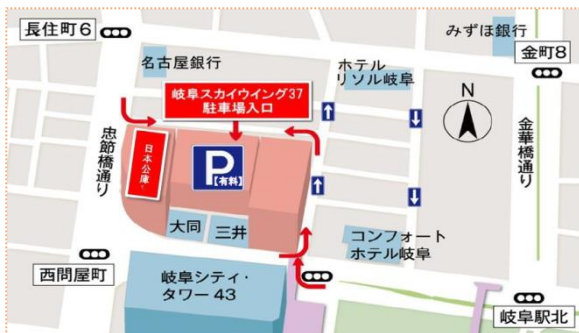 長住町6
みずほ銀行
金町8
名古屋銀行
ホテル
リソル岐阜
岐阜スカイウイング37
駐車場入口
N
忠節橋通り
日本公庫
P
【有料】
金華橋通り
大同
三井
コンフォート
ホテル岐阜
西問屋町
岐阜シティ・
タワー43
岐阜駅北